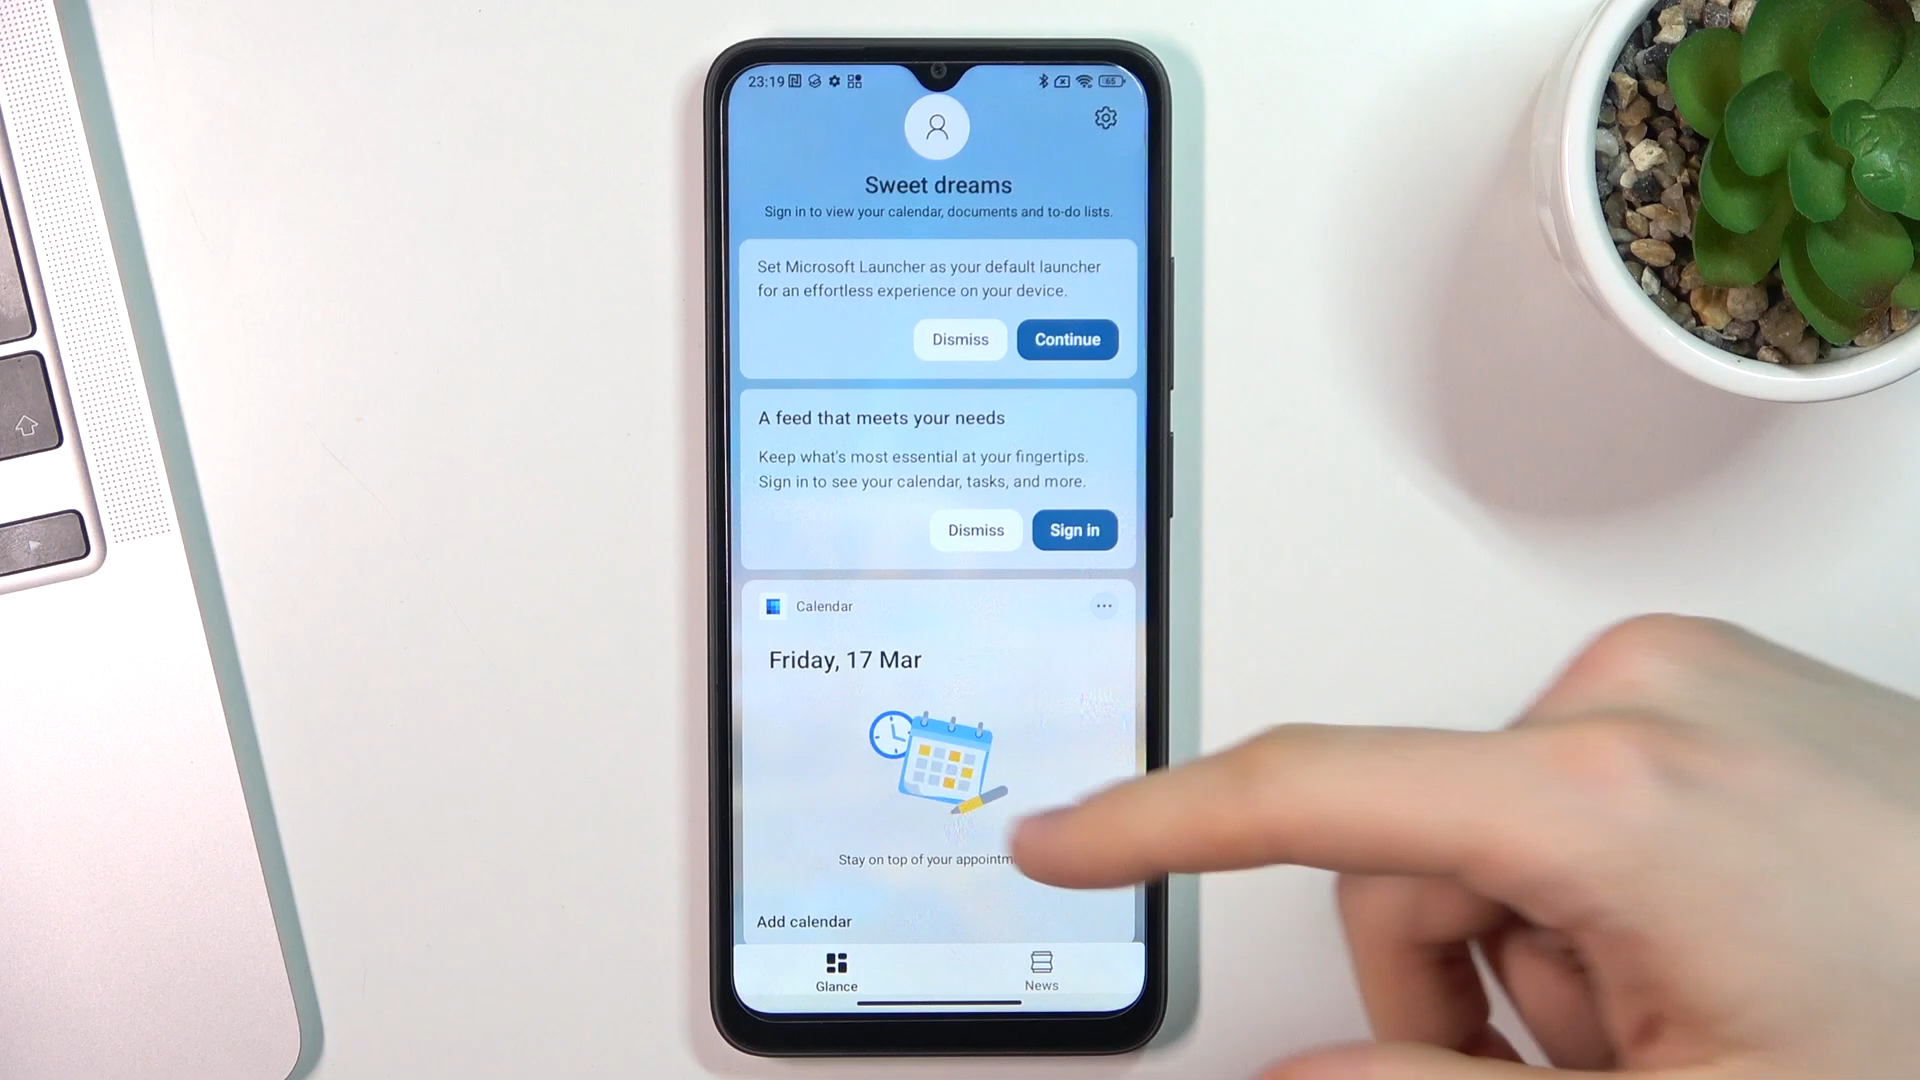 23:19
65
Sweet dreams
Sign in to view your calendar, documents and to-do lists.
Set Microsoft Launcher as your default launcher
for an effortless experience on your device.
Dismiss
Continue
A feed that meets your needs
Keep what's most essential at your fingertips.
Sign in to see your calendar, tasks, and more.
Dismiss
Sign in
Calendar
Friday, 17 Mar
Stay on top of your
Add calendar
Glance
News